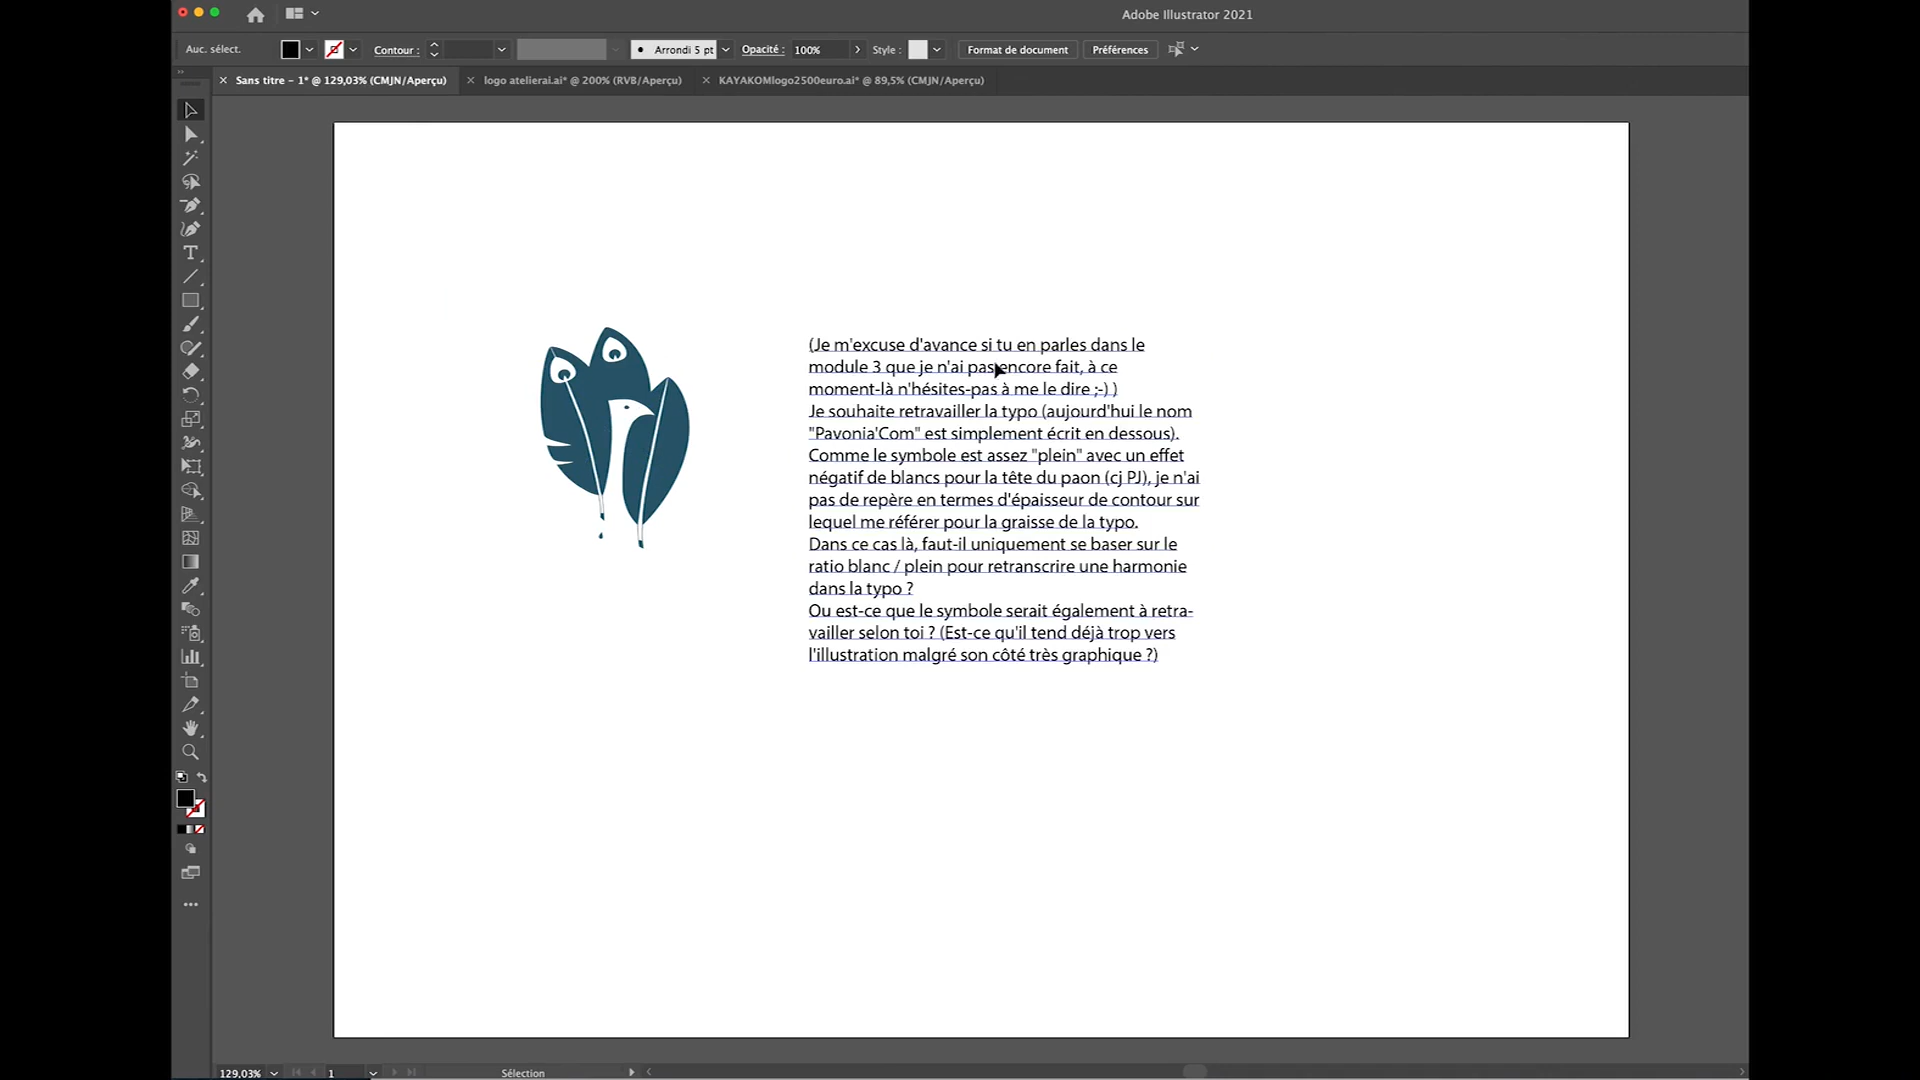 Adobe Illustrator 2021
Auc. sélect.
Contour :
Arrondi 5 pt
Opacité :
100%
Style :
Format de document
Préférences
Sans titre – 1* @ 129,03% (CMJN/Aperçu)
logo atelierai.ai* @ 200% (RVB/Aperçu)
KAYAKOMlogo2500euro.ai* @ 89,5% (CMJN/Aperçu)
(Je m'excuse d'avance si tu en parles dans le
module 3 que je n'ai pas encore fait, à ce
moment-là n'hésites-pas à me le dire ;-) )
Je souhaite retravailler la typo (aujourd'hui le nom
"Pavonia'Com" est simplement écrit en dessous).
Comme le symbole est assez "plein" avec un effet
négatif de blancs pour la tête du paon (cj PJ), je n'ai
pas de repère en termes d'épaisseur de contour sur
lequel me référer pour la graisse de la typo.
Dans ce cas là, faut-il uniquement se baser sur le
ratio blanc / plein pour retranscrire une harmonie
dans la typo ?
Ou est-ce que le symbole serait également à retra-
vailler selon toi ? (Est-ce qu'il tend déjà trop vers
l'illustration malgré son côté très graphique ?)
129,03%
1
Sélection